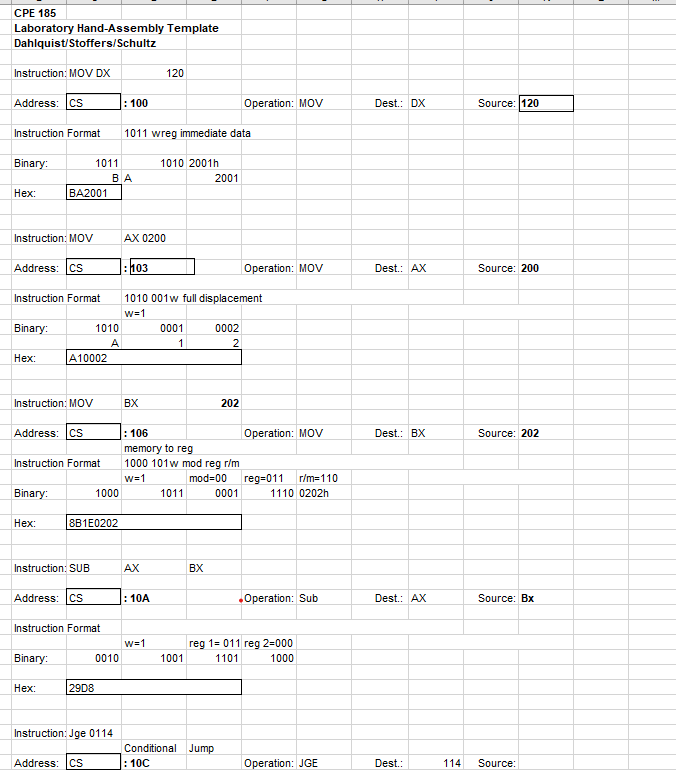 CPE 185
Laboratory Hand-Assembly Template
Dahlquist/Stoffers/Schultz
Instruction: MOV DX 120
Address: CS : 100 Operation: MOV Dest.: DX Source: 120
Instruction Format 1011 wreg immediate data
Binary: 1011 1010 2001h
B A 2001
Hex: BA2001
Instruction: MOV AX 0200
Address: CS : 103 Operation: MOV Dest.: AX Source: 200
Instruction Format 1010 001w full displacement
w=1
Binary: 1010 0001 0002
A 1 2
Hex: A10002
Instruction: MOV BX 202
Address: CS : 106 Operation: MOV Dest.: BX Source: 202
memory to reg
Instruction Format 1000 101w mod reg r/m
w=1 mod=00 reg=011 r/m=110
Binary: 1000 1011 0001 1110 0202h
Hex: 8B1E0202
Instruction: SUB AX BX
Address: CS : 10A Operation: Sub Dest.: AX Source: Bx
Instruction Format
w=1 reg 1= 011 reg 2=000
Binary: 0010 1001 1101 1000
Hex: 29D8
Instruction: Jge 0114
Conditional Jump
Address: CS : 10C Operation: JGE Dest.: 114 Source: